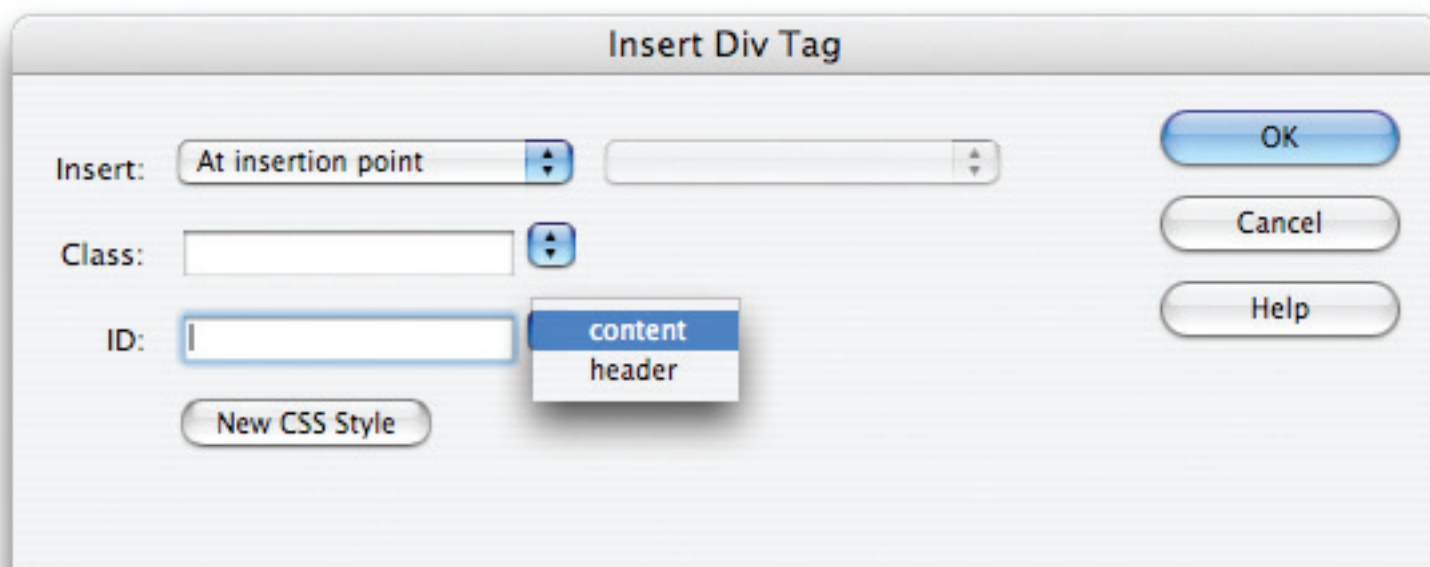 Insert Div Tag
Insert: At insertion point
OK
Class:
Cancel
ID:
content
header
Help
New CSS Style